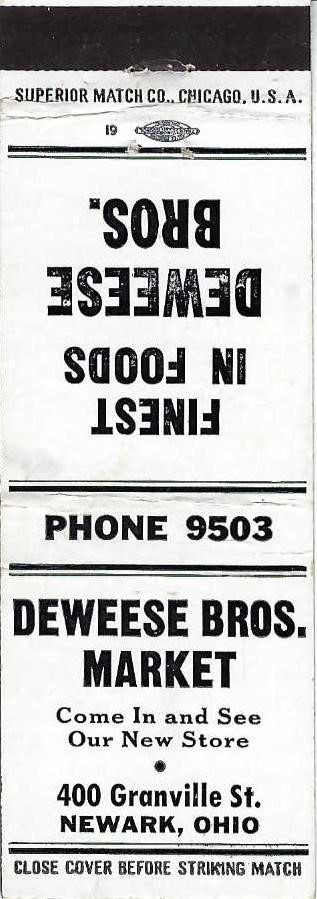 SUPERIOR MATCH CO., CHICAGO, U.S.A.
19
FINEST
IN FOODS
DEWEESE
BROS.
PHONE 9503
DEWEESE BROS.
MARKET
Come In and See
Our New Store
400 Granville St.
NEWARK, OHIO
CLOSE COVER BEFORE STRIKING MATCH